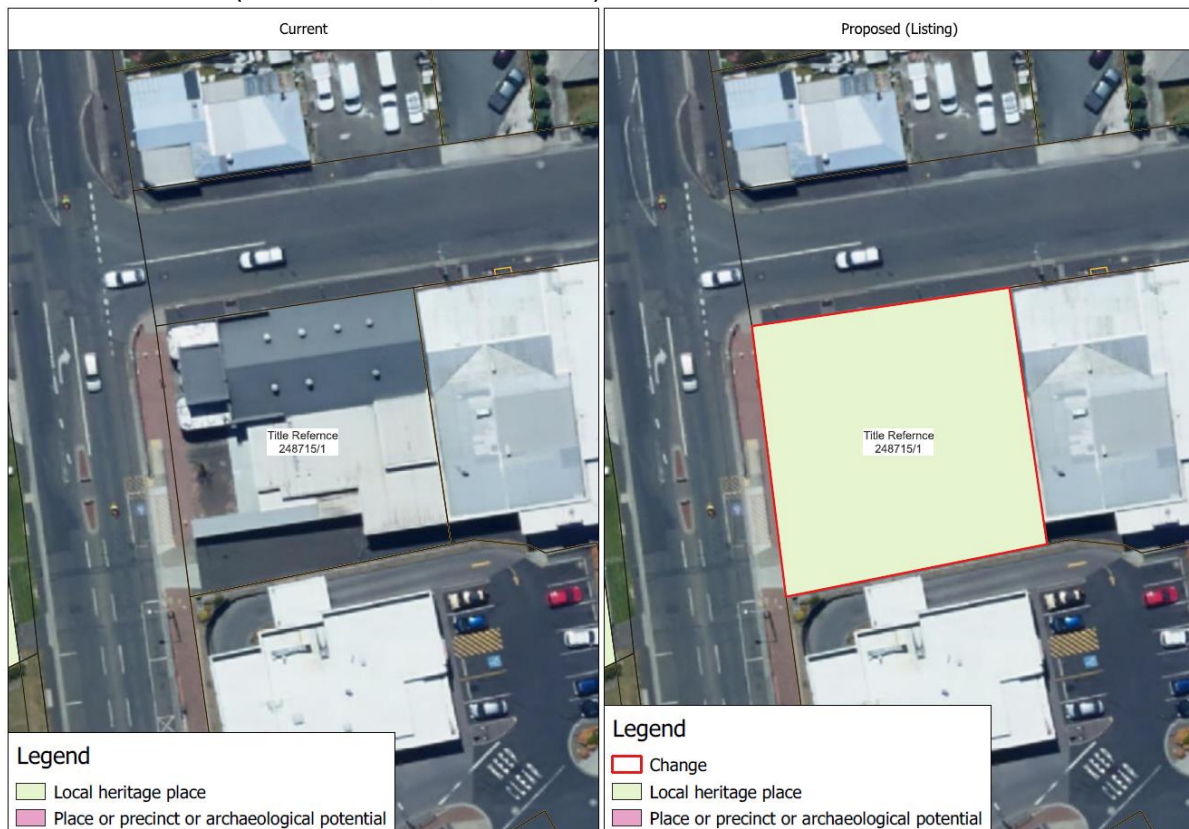 Current
Title Refernce
248715/1
Legend
Local heritage place
Place or precinct or archaeological potential
Proposed (Listing)
Title Refernce
248715/1
Legend
Change
Local heritage place
Place or precinct or archaeological potential